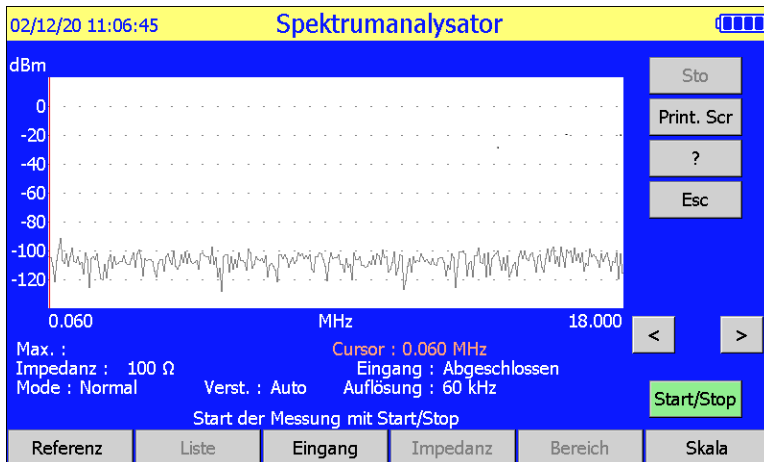 02/12/20 11:06:45 Spektrumanalysator
dBm
Sto
0
Print. Scr
-20
-40
?
-60
Esc
-80
-100
-120
0.060 MHz 18.000
< >
Max. : Cursor : 0.060 MHz
Impedanz : 100 Ω Eingang : Abgeschlossen
Mode : Normal Verst. : Auto Auflösung : 60 kHz
Start/Stop
Start der Messung mit Start/Stop
Referenz Liste Eingang Impedanz Bereich Skala